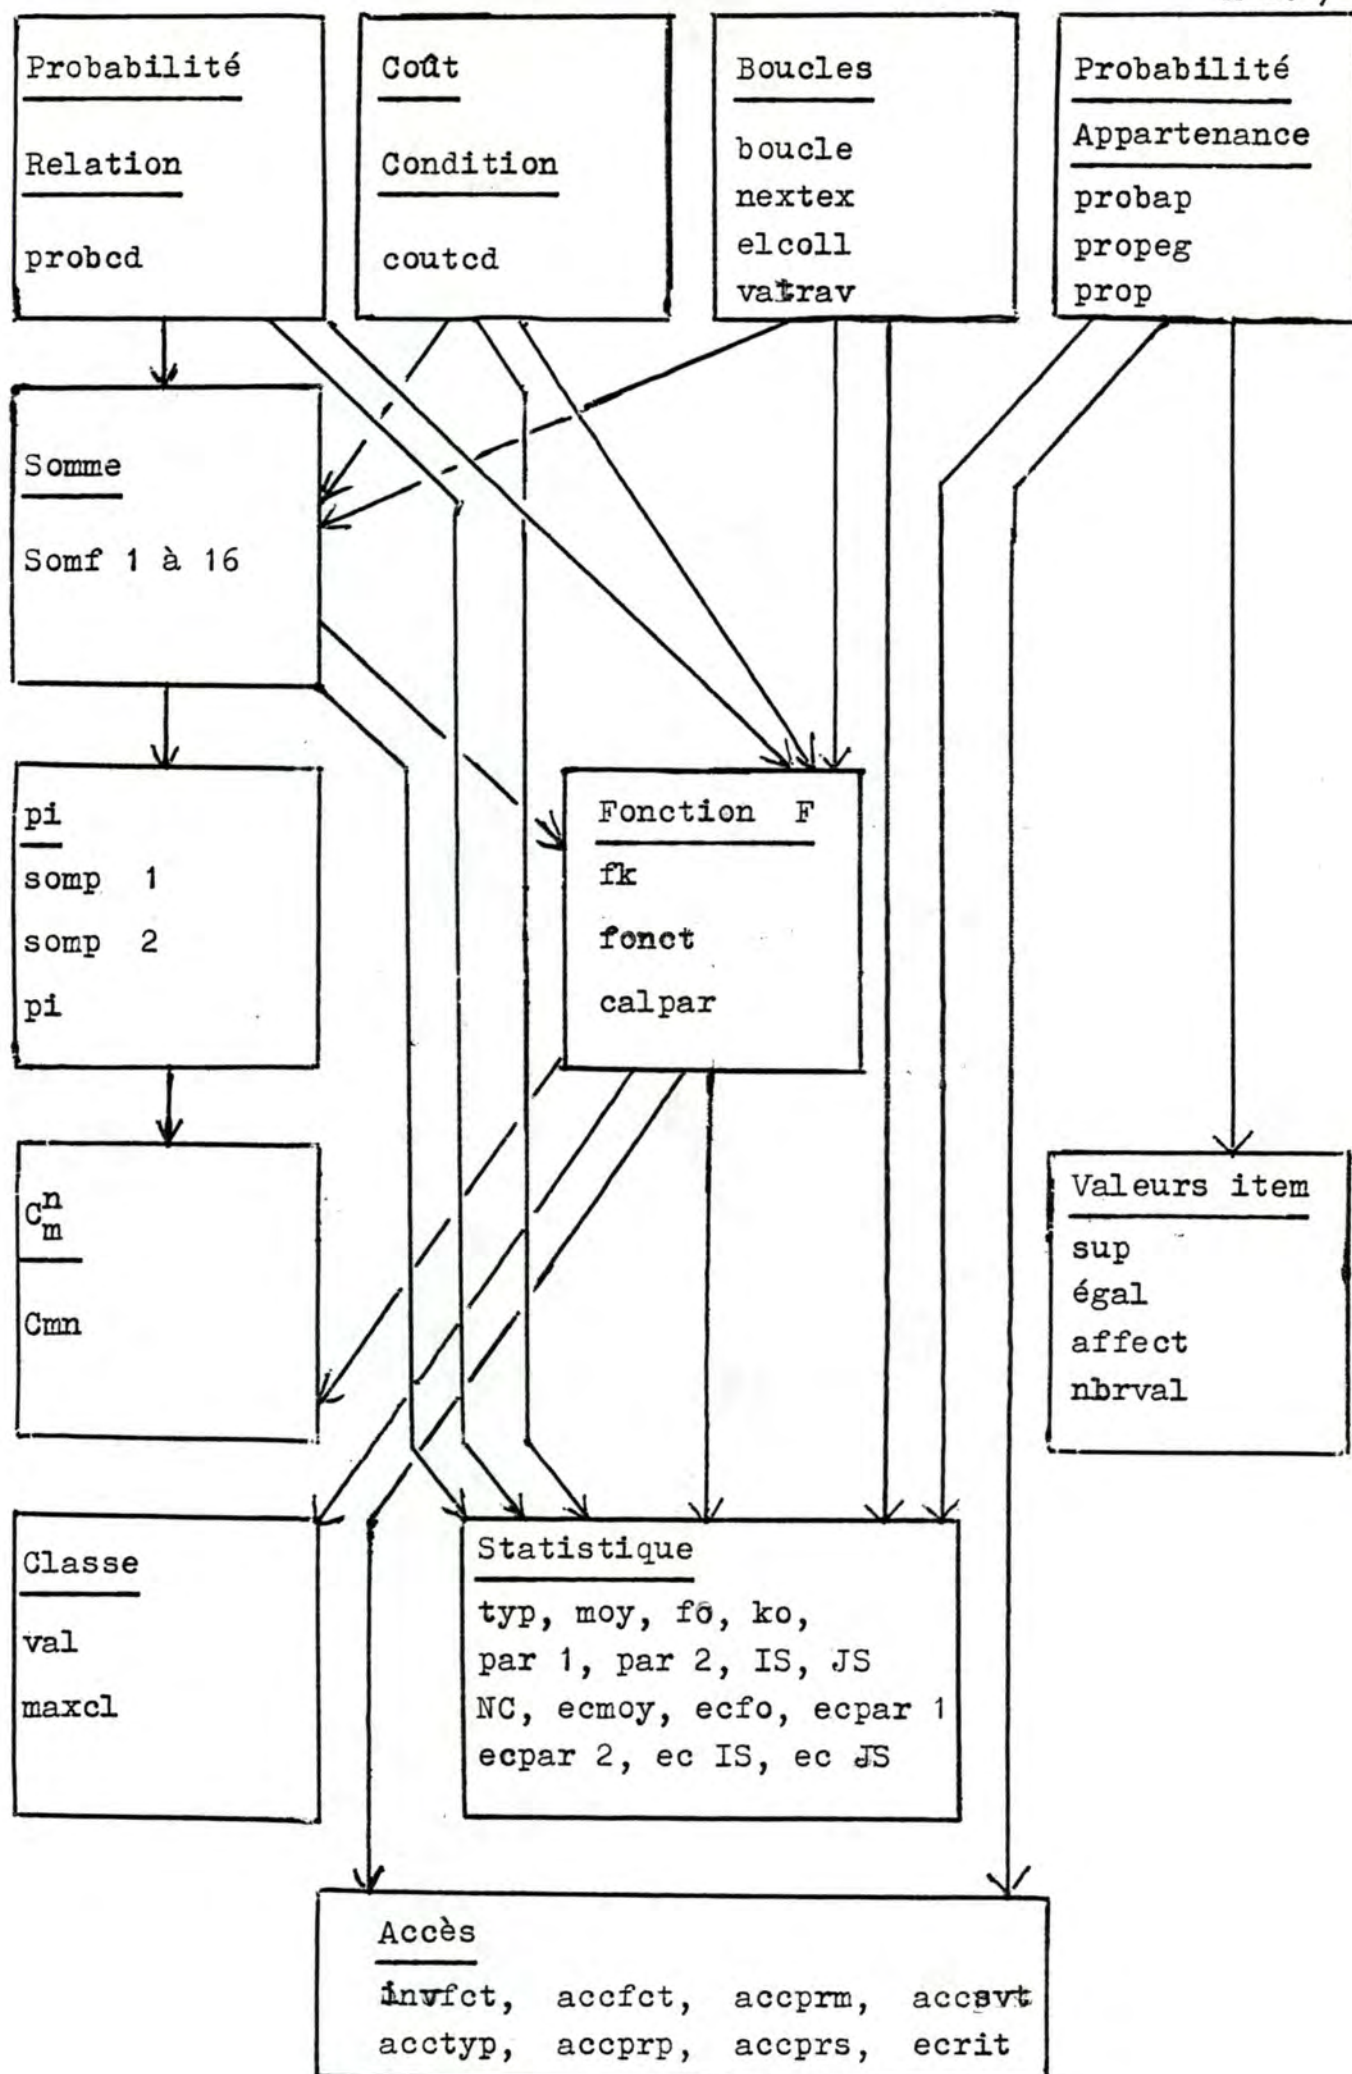 Probabilité
Relation
probcd
Coût
Condition
coutcd
Boucles
boucle
nextex
elcoll
vatrav
Probabilité
Appartenance
probap
propeg
prop
Somme
Somf 1 à 16
pi
somp 1
somp 2
pi
Fonction F
fk
fonct
calpar
C^n_m
Cmn
Valeurs item
sup
égal
affect
nbrval
Classe
val
maxcl
Statistique
typ, moy, fo, ko,
par 1, par 2, IS, JS
NC, ecmoy, ecfo, ecpar 1
ecpar 2, ec IS, ec JS
Accès
invfct, accfct, accprm, accsvt
acctyp, accprp, accprs, ecrit